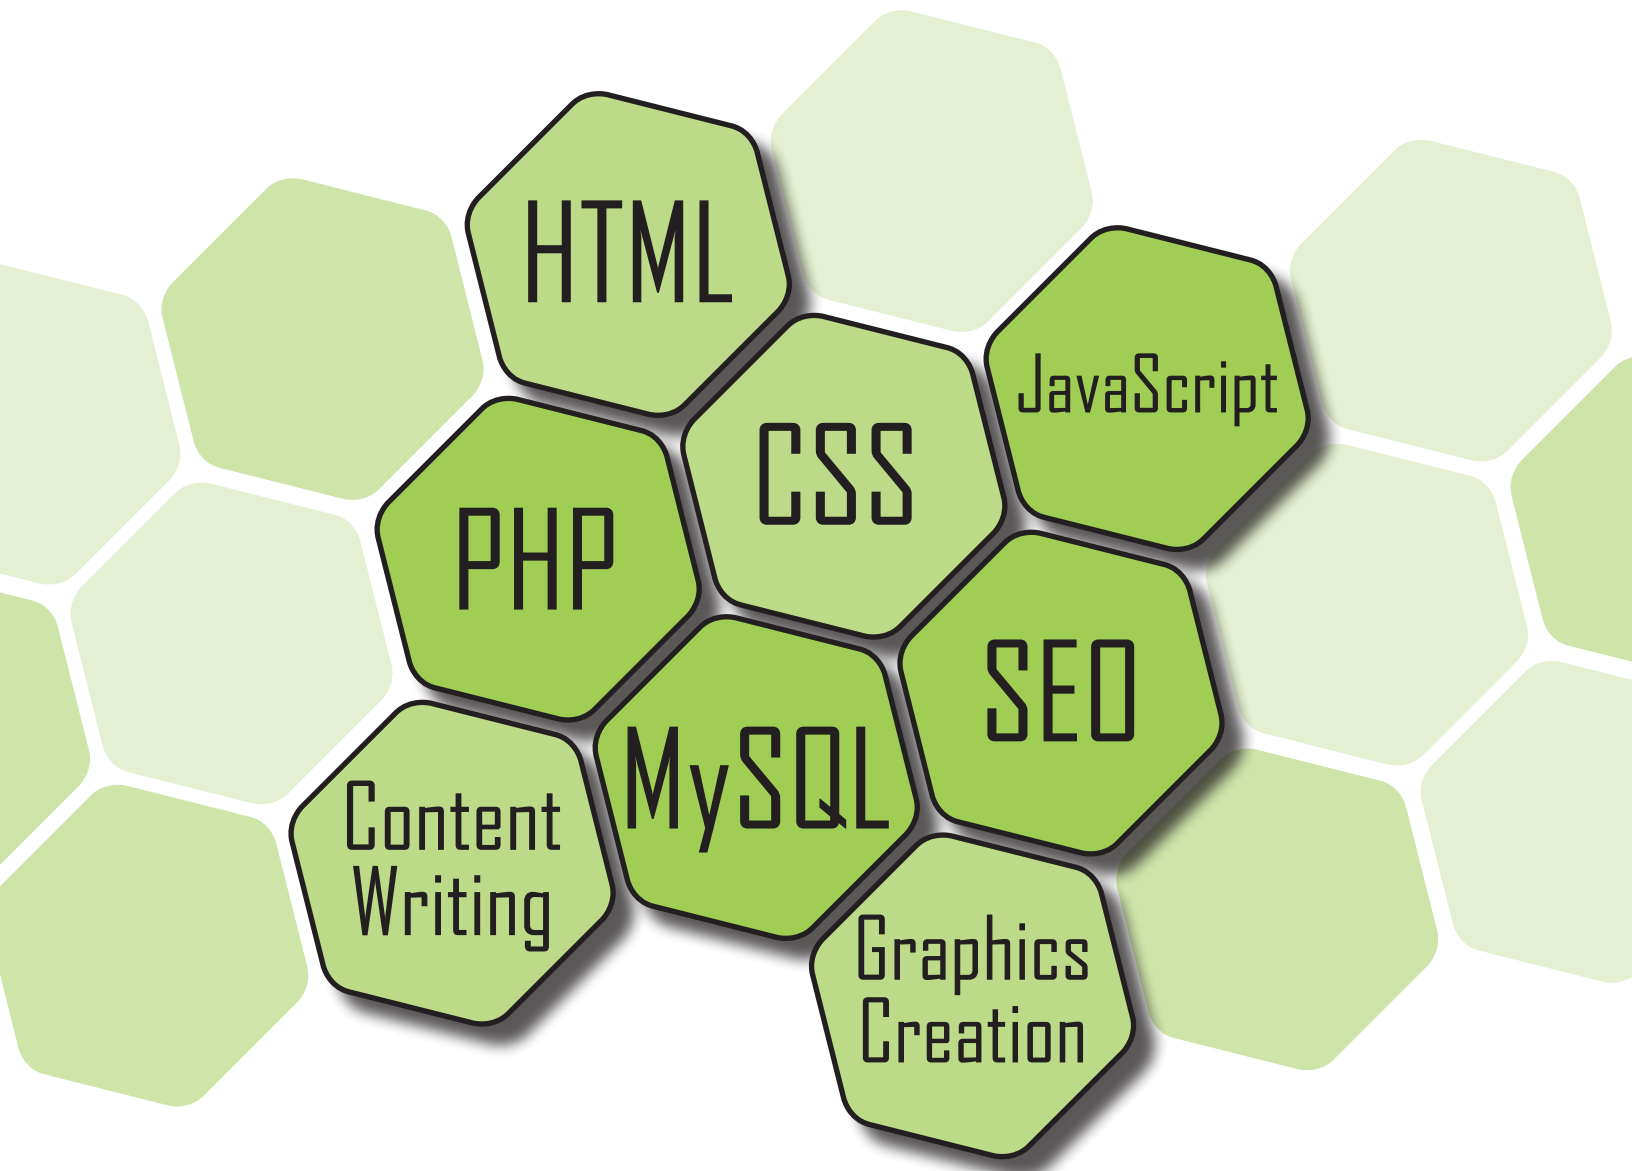 HTML
JavaScript
CSS
PHP
SEO
MySQL
Content
Writing
Graphics
Creation